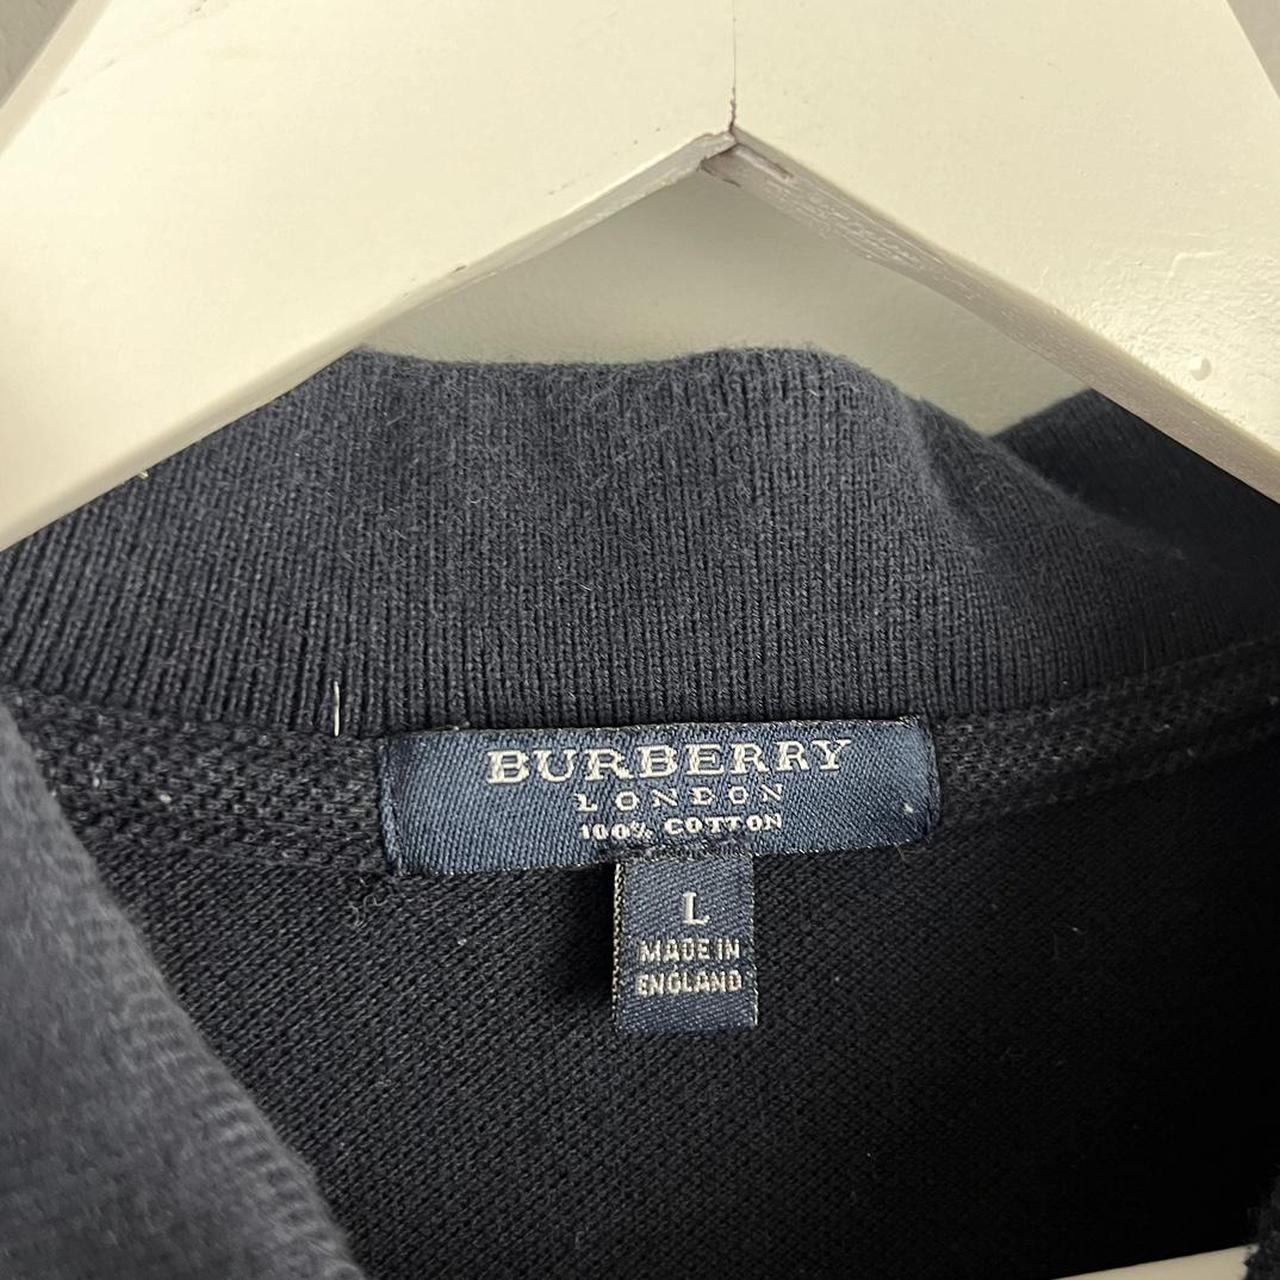 BURBERRY
LONDON
100% COTTON
L
MADE IN
ENGLAND